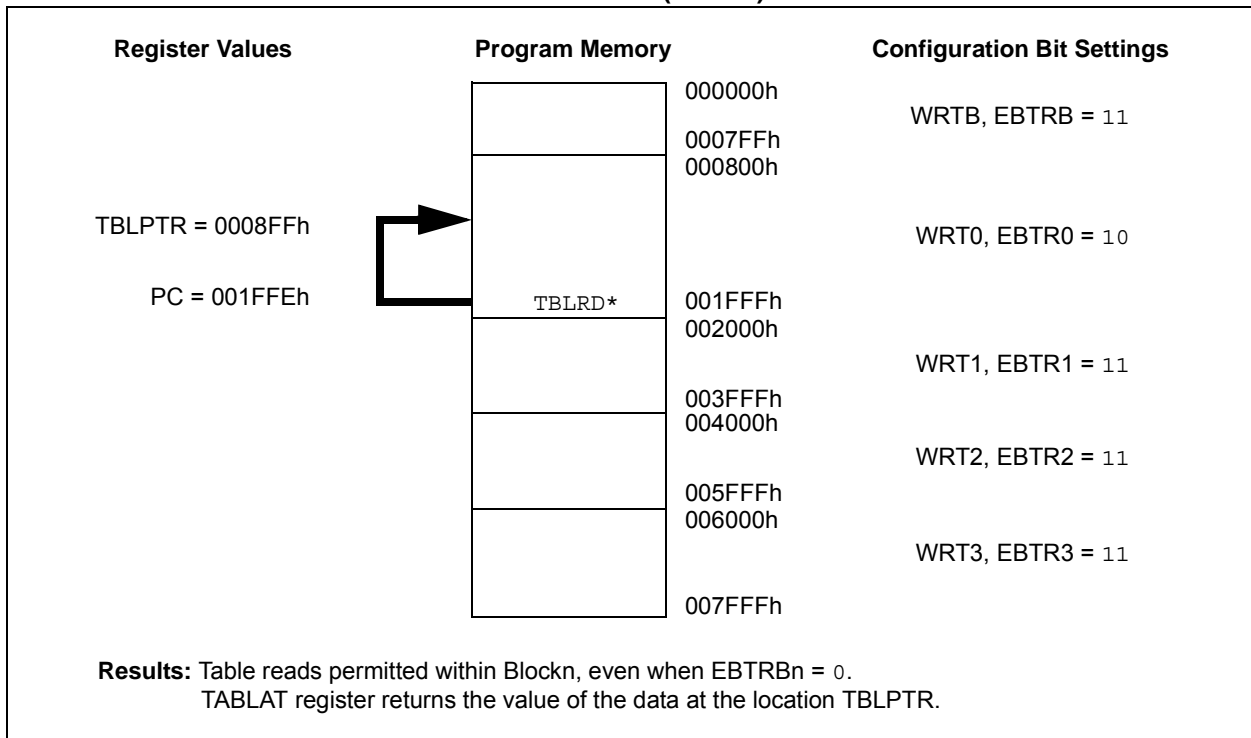 Register Values Program Memory Configuration Bit Settings
000000h
WRTB, EBTRB = 11
0007FFh
000800h
TBLPTR = 0008FFh
WRT0, EBTR0 = 10
PC = 001FFEh
TBLRD*
001FFFh
002000h
WRT1, EBTR1 = 11
003FFFh
004000h
WRT2, EBTR2 = 11
005FFFh
006000h
WRT3, EBTR3 = 11
007FFFh
Results: Table reads permitted within Blockn, even when EBTRBn = 0.
TABLAT register returns the value of the data at the location TBLPTR.